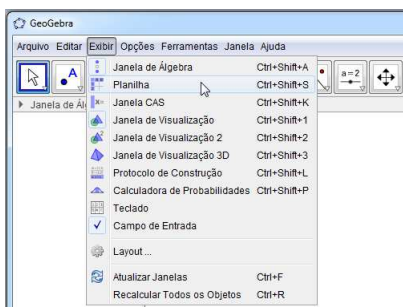 GeoGebra
Arquivo Editar Exibir Opções Ferramentas Janela Ajuda
Janela de Álgebra Ctrl+Shift+A
Planilha Ctrl+Shift+S
a=2
Janela de Ál
Janela CAS Ctrl+Shift+K
Janela de Visualização Ctrl+Shift+1
Janela de Visualização 2 Ctrl+Shift+2
Janela de Visualização 3D Ctrl+Shift+3
Protocolo de Construção Ctrl+Shift+L
Calculadora de Probabilidades Ctrl+Shift+P
Teclado
Campo de Entrada
Layout ...
Atualizar Janelas Ctrl+F
Recalcular Todos os Objetos Ctrl+R